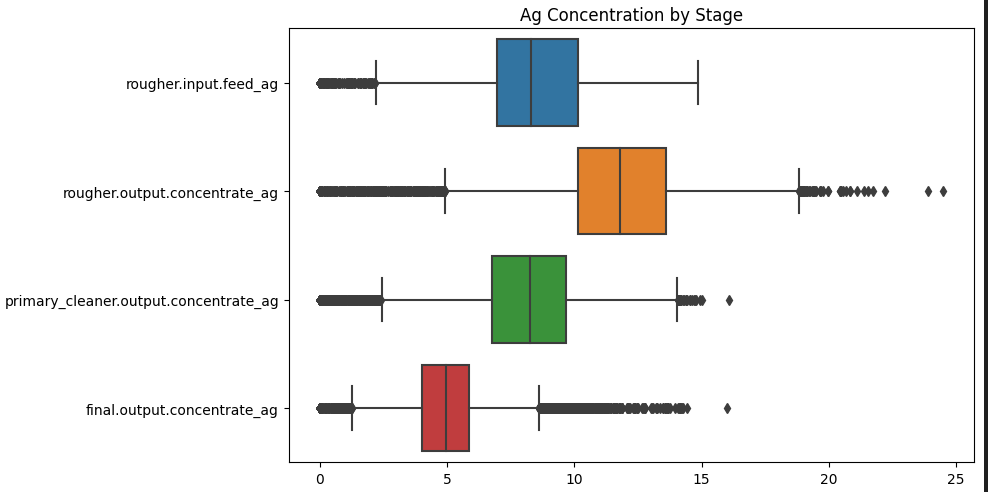 Ag Concentration by Stage
rougher.input.feed_ag
rougher.output.concentrate_ag
primary_cleaner.output.concentrate_ag
final.output.concentrate_ag
0 5 10 15 20 25